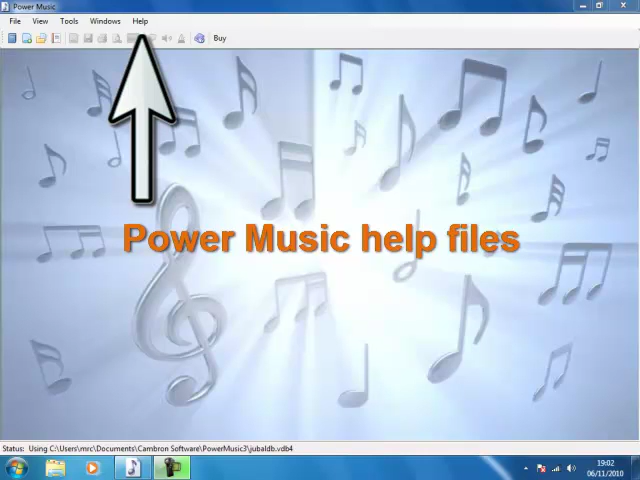 Power Music
File View Tools Windows Help
Buy
Power Music help files
Status: Using C:\Users\mrc\Documents\Cambron Software\PowerMusic3\jubaldb.vdb4
19:02
06/11/2010